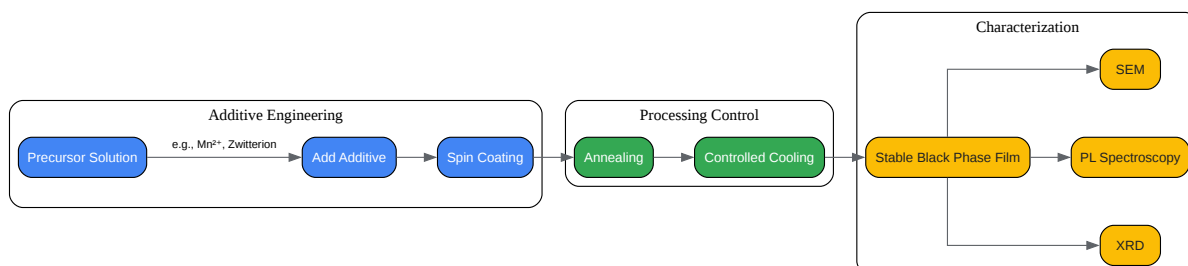 Additive Engineering
Precursor Solution
e.g., Mn²⁺, Zwitterion
Add Additive
Spin Coating
Processing Control
Annealing
Controlled Cooling
Characterization
Stable Black Phase Film
SEM
PL Spectroscopy
XRD